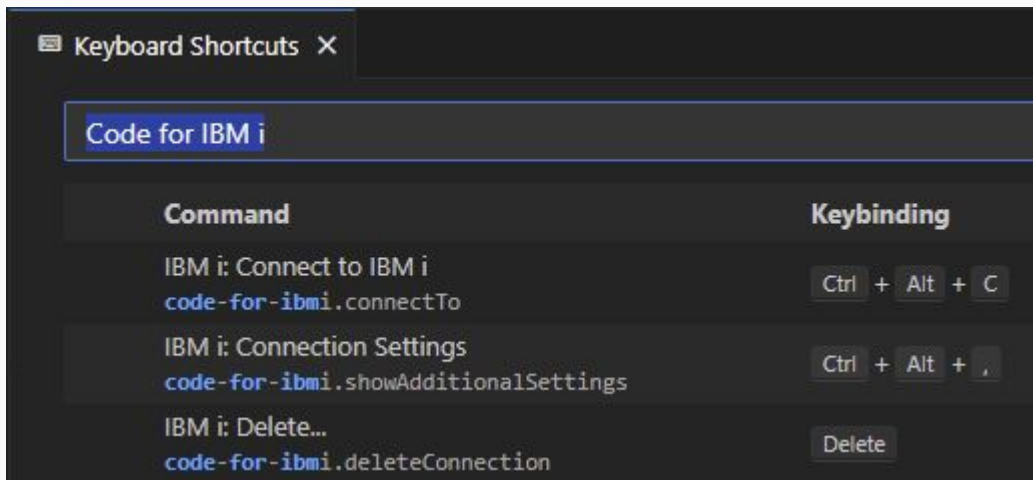 Keyboard Shortcuts ×
Code for IBM i
Command Keybinding
IBM i: Connect to IBM i
code-for-ibmi.connectTo
Ctrl + Alt + C
IBM i: Connection Settings
code-for-ibmi.showAdditionalSettings
Ctrl + Alt + ,
IBM i: Delete...
code-for-ibmi.deleteConnection
Delete